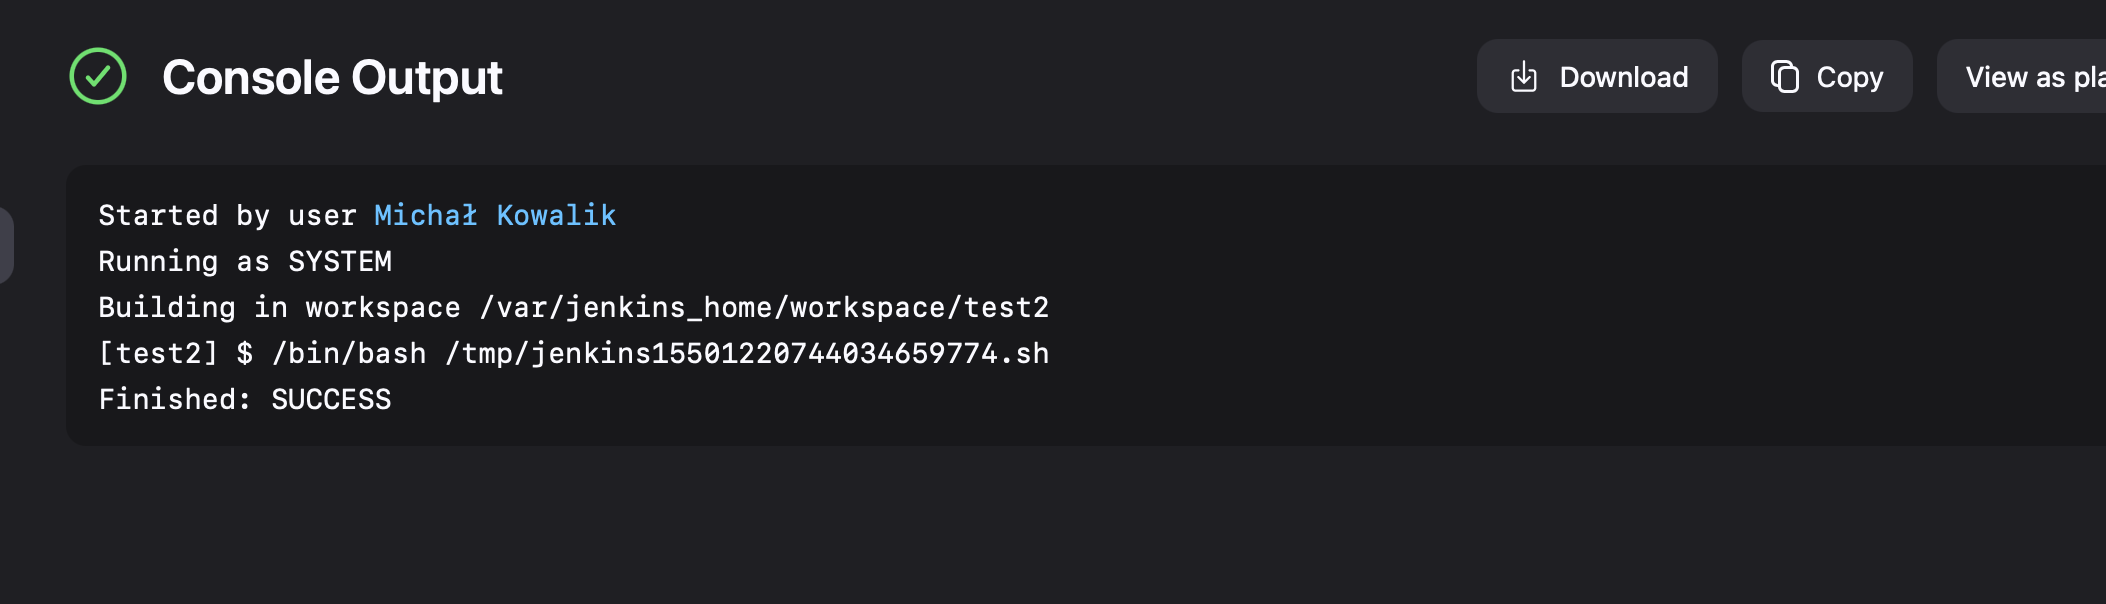 Console Output
Download
Copy
View as pla
Started by user Michał Kowalik
Running as SYSTEM
Building in workspace /var/jenkins_home/workspace/test2
[test2] $ /bin/bash /tmp/jenkins15501220744034659774.sh
Finished: SUCCESS